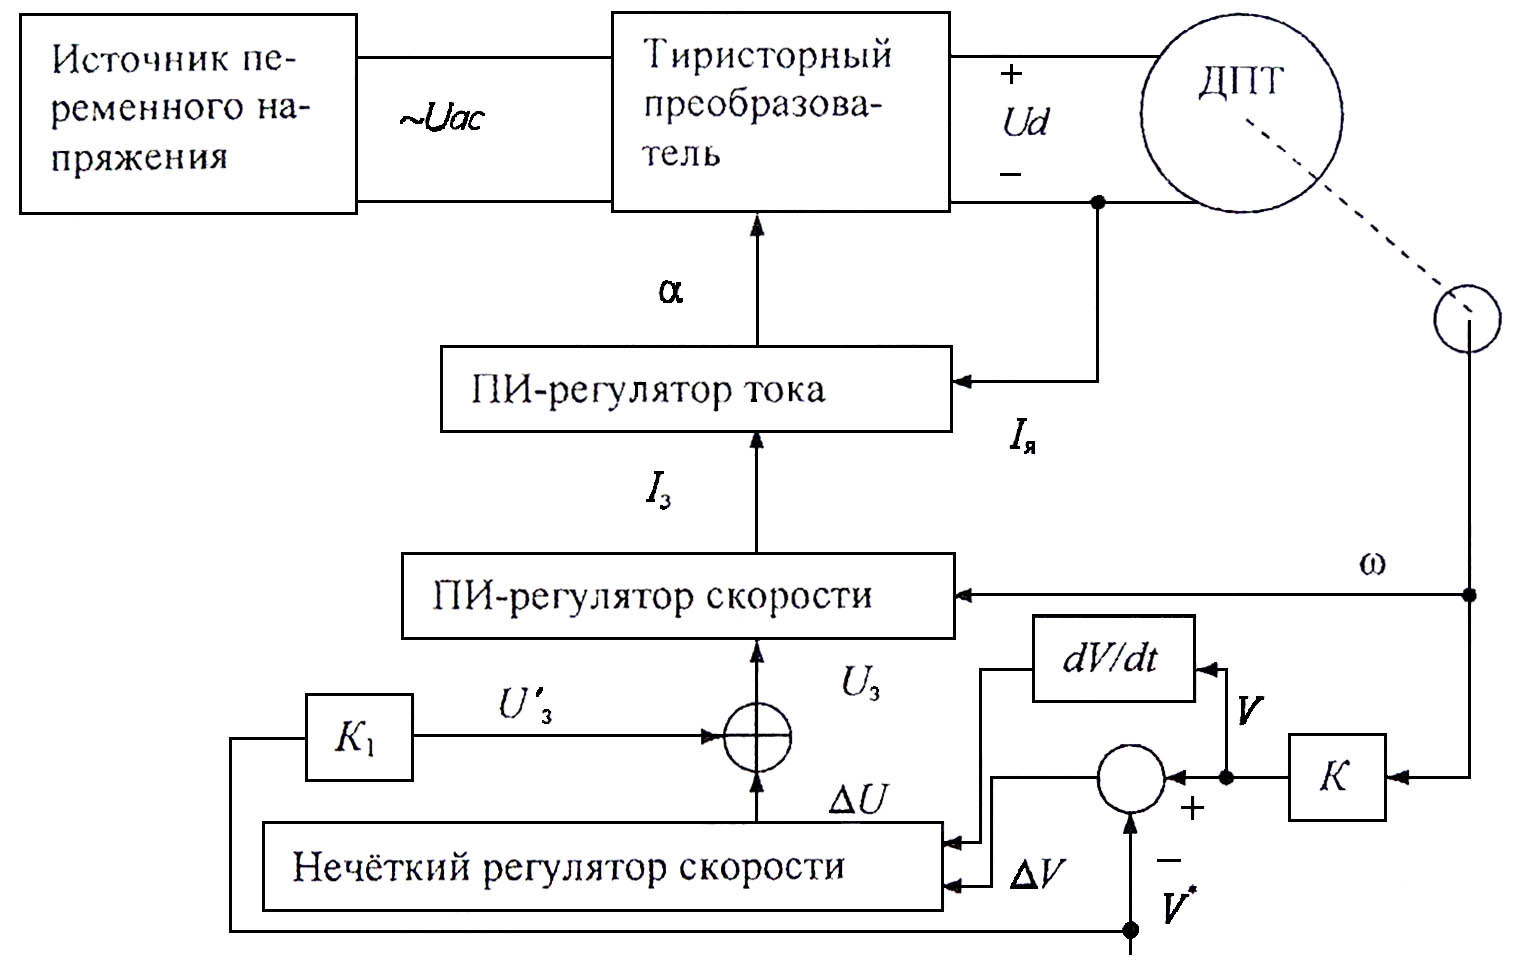 Источник пе-
ременного на-
пряжения
~Uac
Тиристорный
преобразова-
тель
+
Ud
–
ДПТ
α
ПИ-регулятор тока
Iя
Iз
ω
ПИ-регулятор скорости
dV/dt
U'з
Uз
V
K1
K
ΔU
+
Нечёткий регулятор скорости
ΔV
–
V*